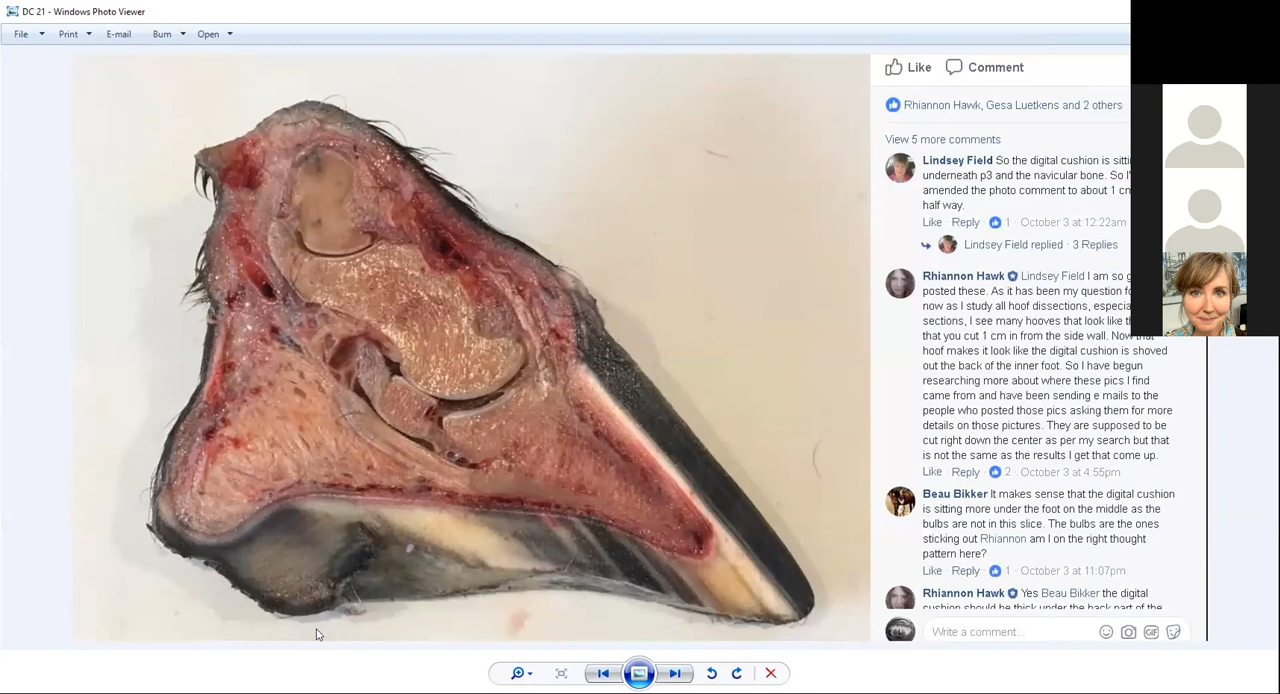 DC 21 - Windows Photo Viewer
File Print E-mail Burn Open
Like Comment
Rhiannon Hawk, Gesa Luetkens and 2 others
View 5 more comments
Lindsey Field So the digital cushion is
underneath p3 and the navicular bone. So
amended the photo comment to about 1
half way.
Like · Reply · 1 · October 3 at 12:22am
Lindsey Field replied · 3 Replies
Rhiannon Hawk Lindsey Field I am so
posted these. As it has been my question
now as I study all hoof dissections,
sections, I see many hooves that look like
that you cut 1 cm in from the side wall. Now
hoof makes it look like the digital cushion is shoved
out the back of the inner foot. So I have begun
researching more about where these pics I find
came from and have been sending e mails to the
people who posted those pics asking them for more
details on those pictures. They are supposed to be
cut right down the center as per my search but that
is not the same as the results I get that come up.
Like · Reply · 2 · October 3 at 4:55pm
Beau Bikker It makes sense that the digital cushion
is sitting more under the foot on the middle as the
bulbs are not in this slice. The bulbs are the ones
sticking out Rhiannon am I on the right thought
pattern here?
Like · Reply · 1 · October 3 at 11:07pm
Rhiannon Hawk Yes Beau Bikker the digital
cushion should be thick under the back part of the
Write a comment...
GIF